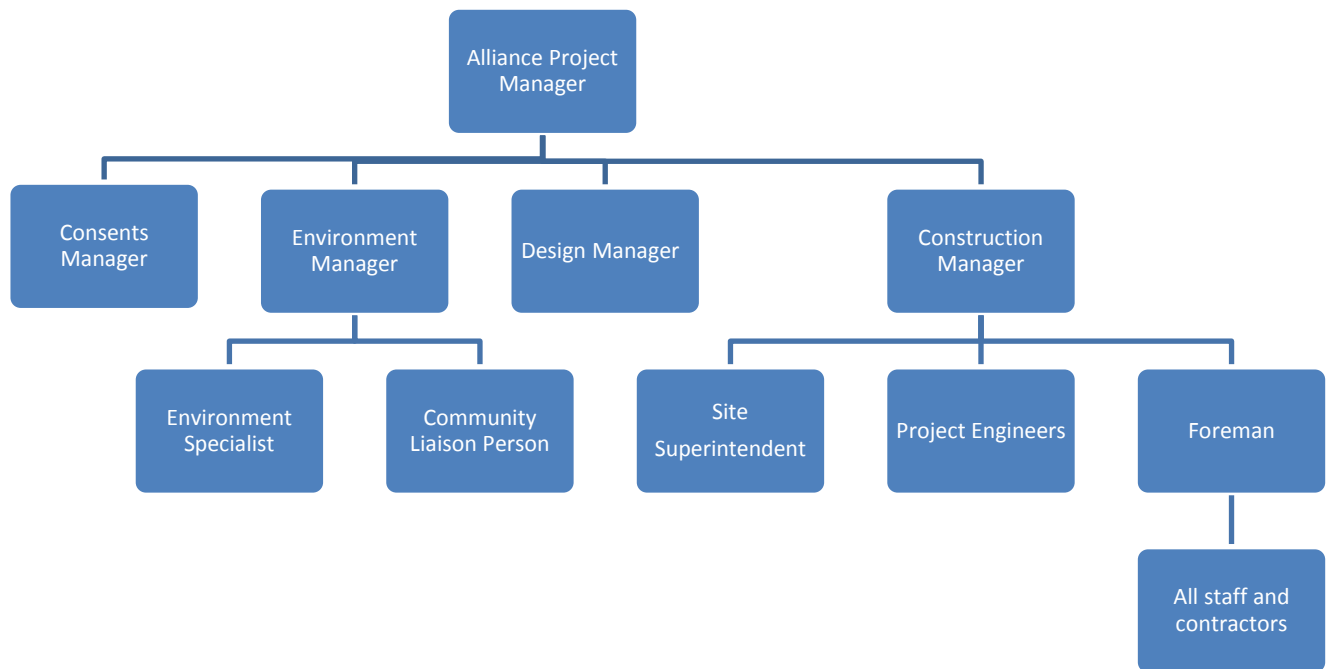 Alliance Project
Manager
Consents
Manager
Environment
Manager
Design Manager
Construction
Manager
Environment
Specialist
Community
Liaison Person
Site
Superintendent
Project Engineers
Foreman
All staff and
contractors